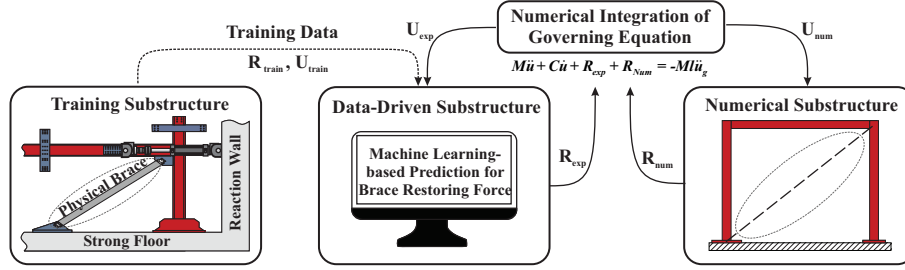 Training Data
R_train , U_train
U_exp
Numerical Integration of
Governing Equation
U_num
Mü + Cu̇ + R_exp + R_Num = -Mlü_g
Training Substructure
Physical Brace
Reaction Wall
Strong Floor
Data-Driven Substructure
Machine Learning-
based Prediction for
Brace Restoring Force
R_exp
R_num
Numerical Substructure